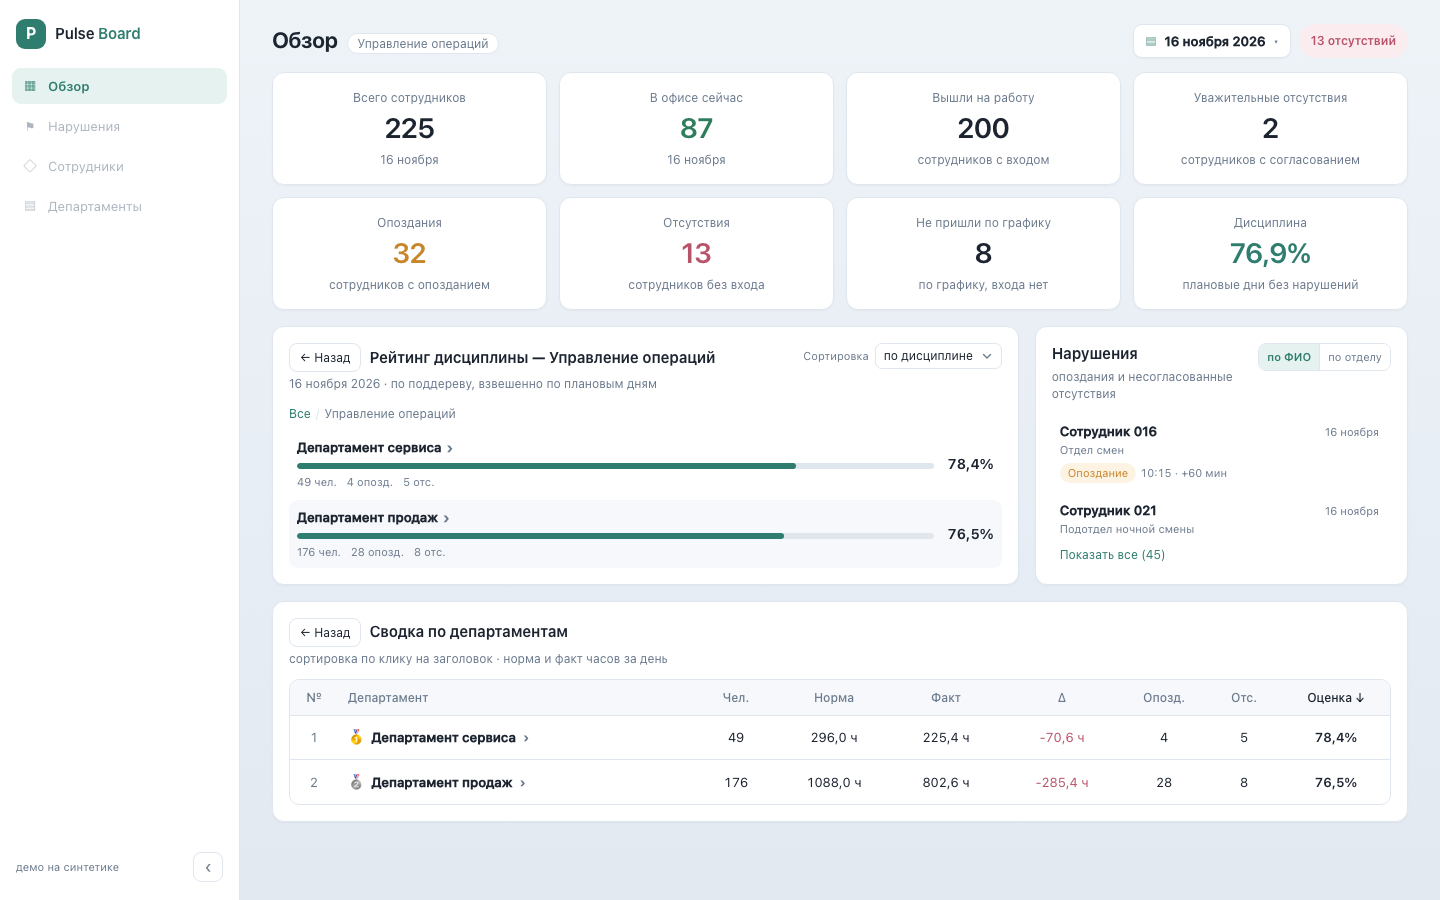 P Pulse Board
Обзор
Нарушения
Сотрудники
Департаменты
демо на синтетике
‹
Обзор Управление операций
16 ноября 2026
13 отсутствий
Всего сотрудников
225
16 ноября
В офисе сейчас
87
16 ноября
Вышли на работу
200
сотрудников с входом
Уважительные отсутствия
2
сотрудников с согласованием
Опоздания
32
сотрудников с опозданием
Отсутствия
13
сотрудников без входа
Не пришли по графику
8
по графику, входа нет
Дисциплина
76,9%
плановые дни без нарушений
← Назад Рейтинг дисциплины — Управление операций
Сортировка по дисциплине
16 ноября 2026 · по поддереву, взвешенно по плановым дням
Все / Управление операций
Департамент сервиса ›
78,4%
49 чел. 4 опозд. 5 отс.
Департамент продаж ›
76,5%
176 чел. 28 опозд. 8 отс.
Нарушения
по ФИО по отделу
опоздания и несогласованные
отсутствия
Сотрудник 016 16 ноября
Отдел смен
Опоздание 10:15 · +60 мин
Сотрудник 021 16 ноября
Подотдел ночной смены
Показать все (45)
← Назад Сводка по департаментам
сортировка по клику на заголовок · норма и факт часов за день
№ Департамент Чел. Норма Факт Δ Опозд. Отс. Оценка ↓
1 Департамент сервиса › 49 296,0 ч 225,4 ч -70,6 ч 4 5 78,4%
2 Департамент продаж › 176 1088,0 ч 802,6 ч -285,4 ч 28 8 76,5%